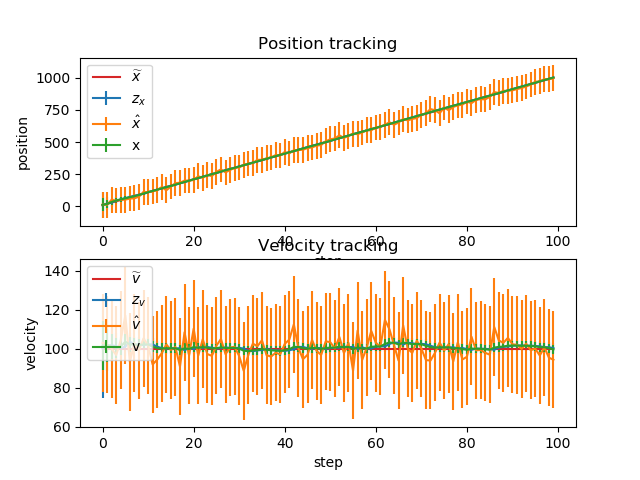 Position tracking
1000
750
500
250
0
position
x̃
z_x
x̂
x
0 20 40 60 80 100
step
Velocity tracking
140
120
100
80
60
velocity
ṽ
z_v
v̂
v
0 20 40 60 80 100
step